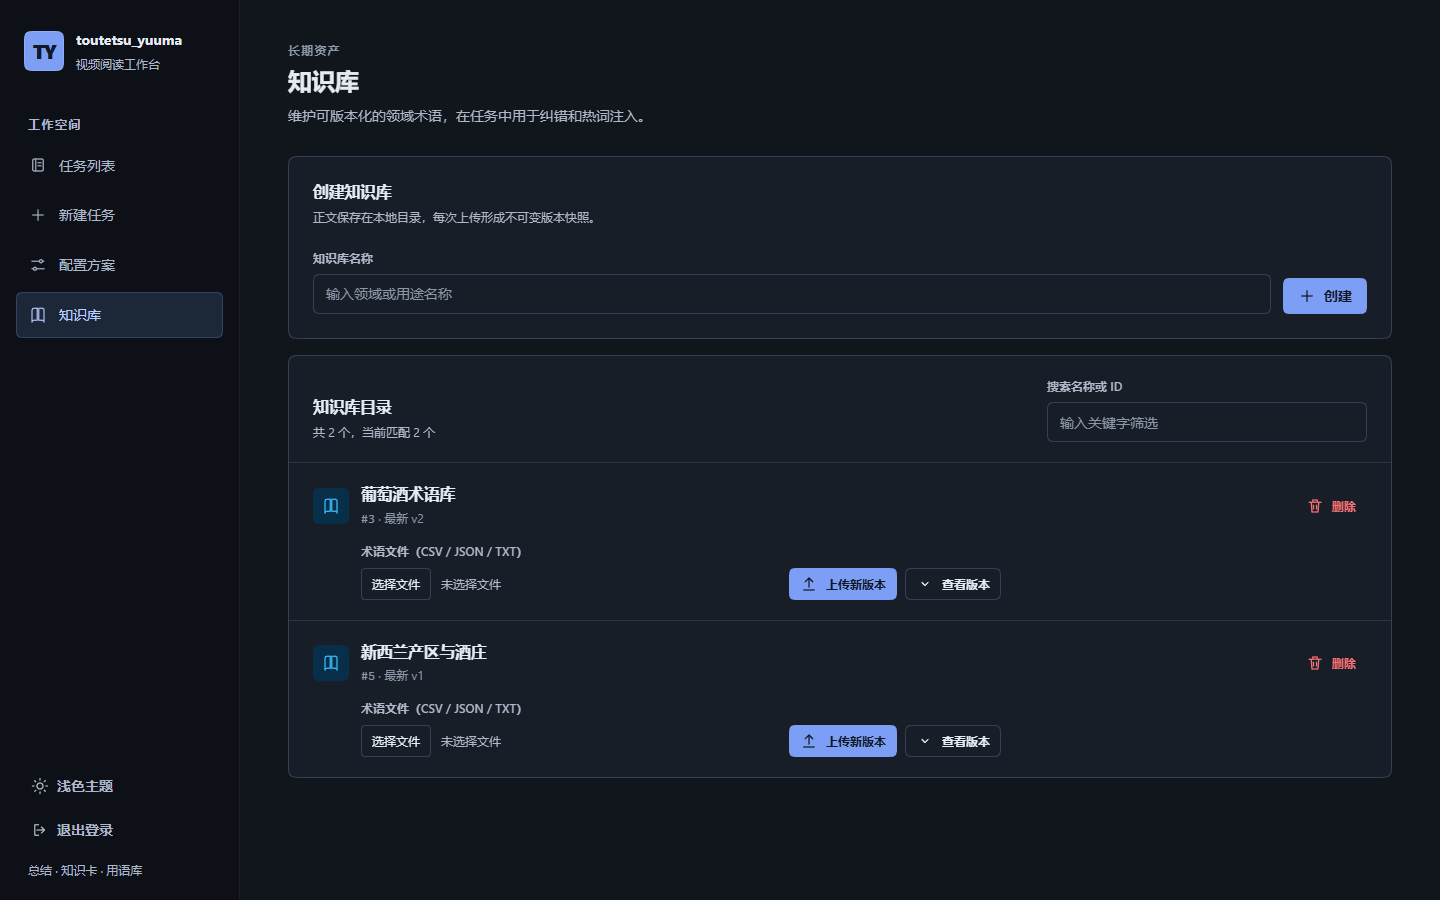 TY
toutetsu_yuuma
视频阅读工作台
工作空间
任务列表
新建任务
配置方案
知识库
浅色主题
退出登录
总结 · 知识卡 · 用语库
长期资产
知识库
维护可版本化的领域术语，在任务中用于纠错和热词注入。
创建知识库
正文保存在本地目录，每次上传形成不可变版本快照。
知识库名称
输入领域或用途名称
创建
知识库目录
共 2 个，当前匹配 2 个
搜索名称或 ID
输入关键字筛选
葡萄酒术语库
#3 · 最新 v2
删除
术语文件（CSV / JSON / TXT）
选择文件 未选择文件
上传新版本
查看版本
新西兰产区与酒庄
#5 · 最新 v1
删除
术语文件（CSV / JSON / TXT）
选择文件 未选择文件
上传新版本
查看版本